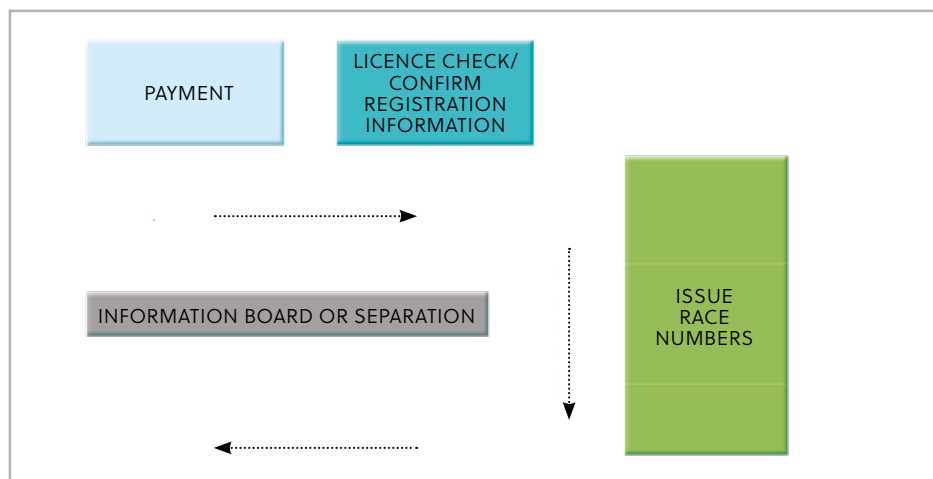 PAYMENT
LICENCE CHECK/
CONFIRM
REGISTRATION
INFORMATION
INFORMATION BOARD OR SEPARATION
ISSUE
RACE
NUMBERS